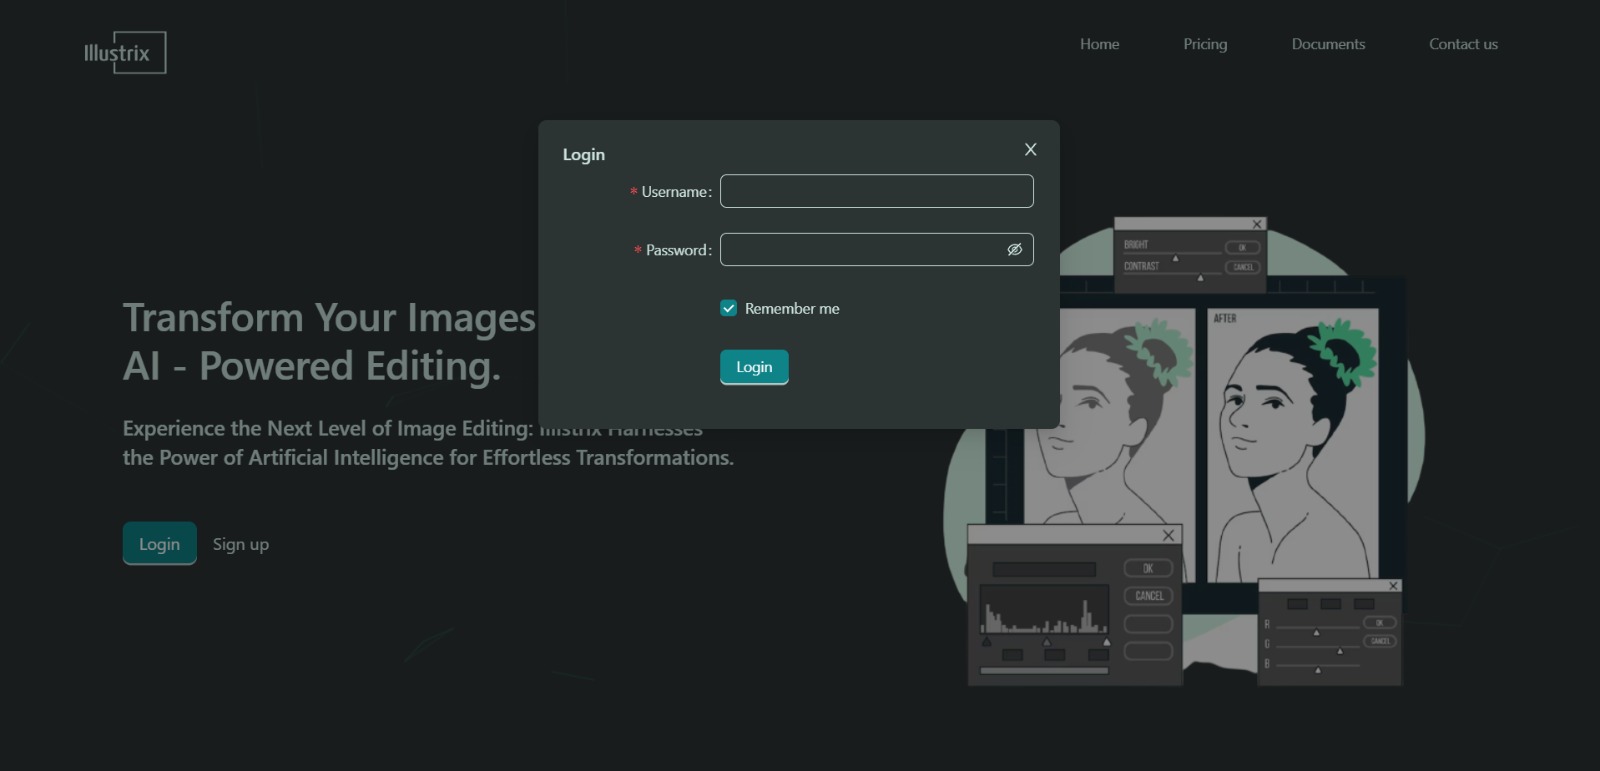 Illustrix
Home
Pricing
Documents
Contact us
Login
* Username:
* Password:
Remember me
Login
Transform Your Images
AI - Powered Editing.
Experience the Next Level of Image Editing: Illstrix Harnesses
the Power of Artificial Intelligence for Effortless Transformations.
Login
Sign up
BRIGHT
OK
CONTRAST
CANCEL
AFTER
OK
CANCEL
R
OK
G
CANCEL
B